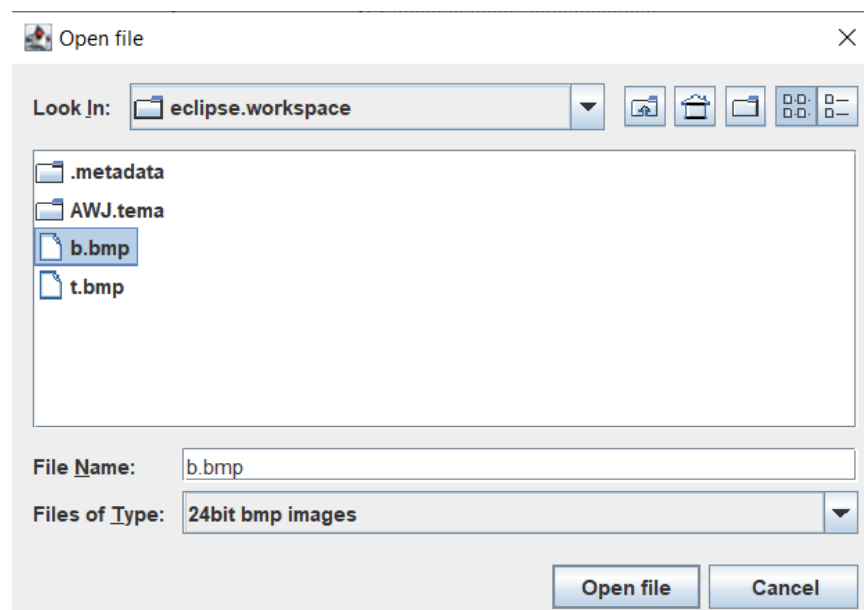 Open file
Look In: eclipse.workspace
.metadata
AWJ.tema
b.bmp
t.bmp
File Name: b.bmp
Files of Type: 24bit bmp images
Open file Cancel